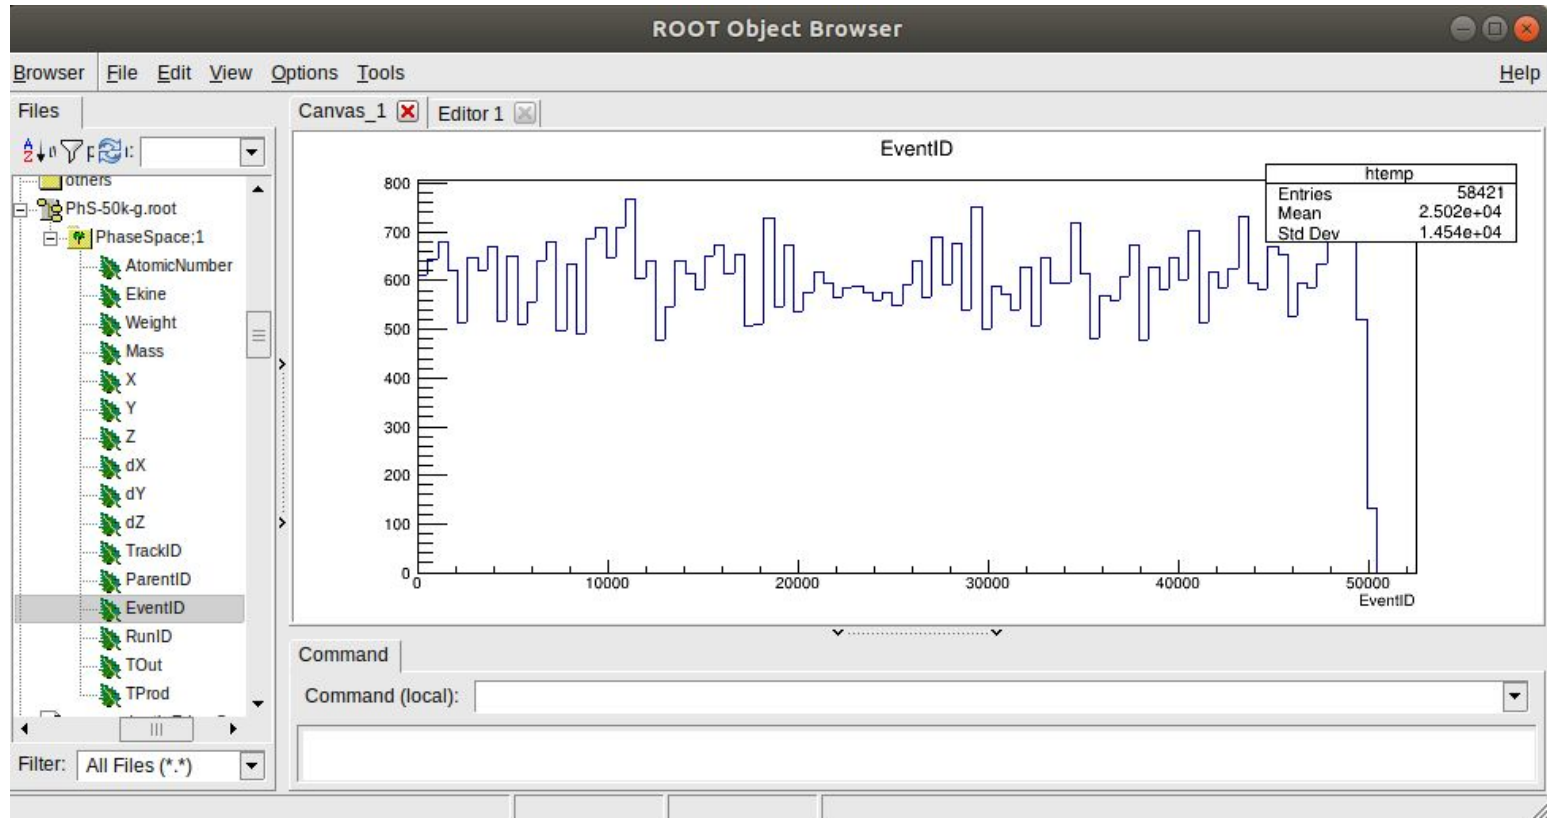 ROOT Object Browser
Browser File Edit View Options Tools Help
Files
Canvas_1 Editor 1
others
PhS-50k-g.root
PhaseSpace;1
AtomicNumber
Ekine
Weight
Mass
X
Y
Z
dX
dY
dZ
TrackID
ParentID
EventID
RunID
TOut
TProd
Filter: All Files (*.*)
EventID
htemp
Entries 58421
Mean 2.502e+04
Std Dev 1.454e+04
800
700
600
500
400
300
200
100
0
0 10000 20000 30000 40000 50000
EventID
Command
Command (local):